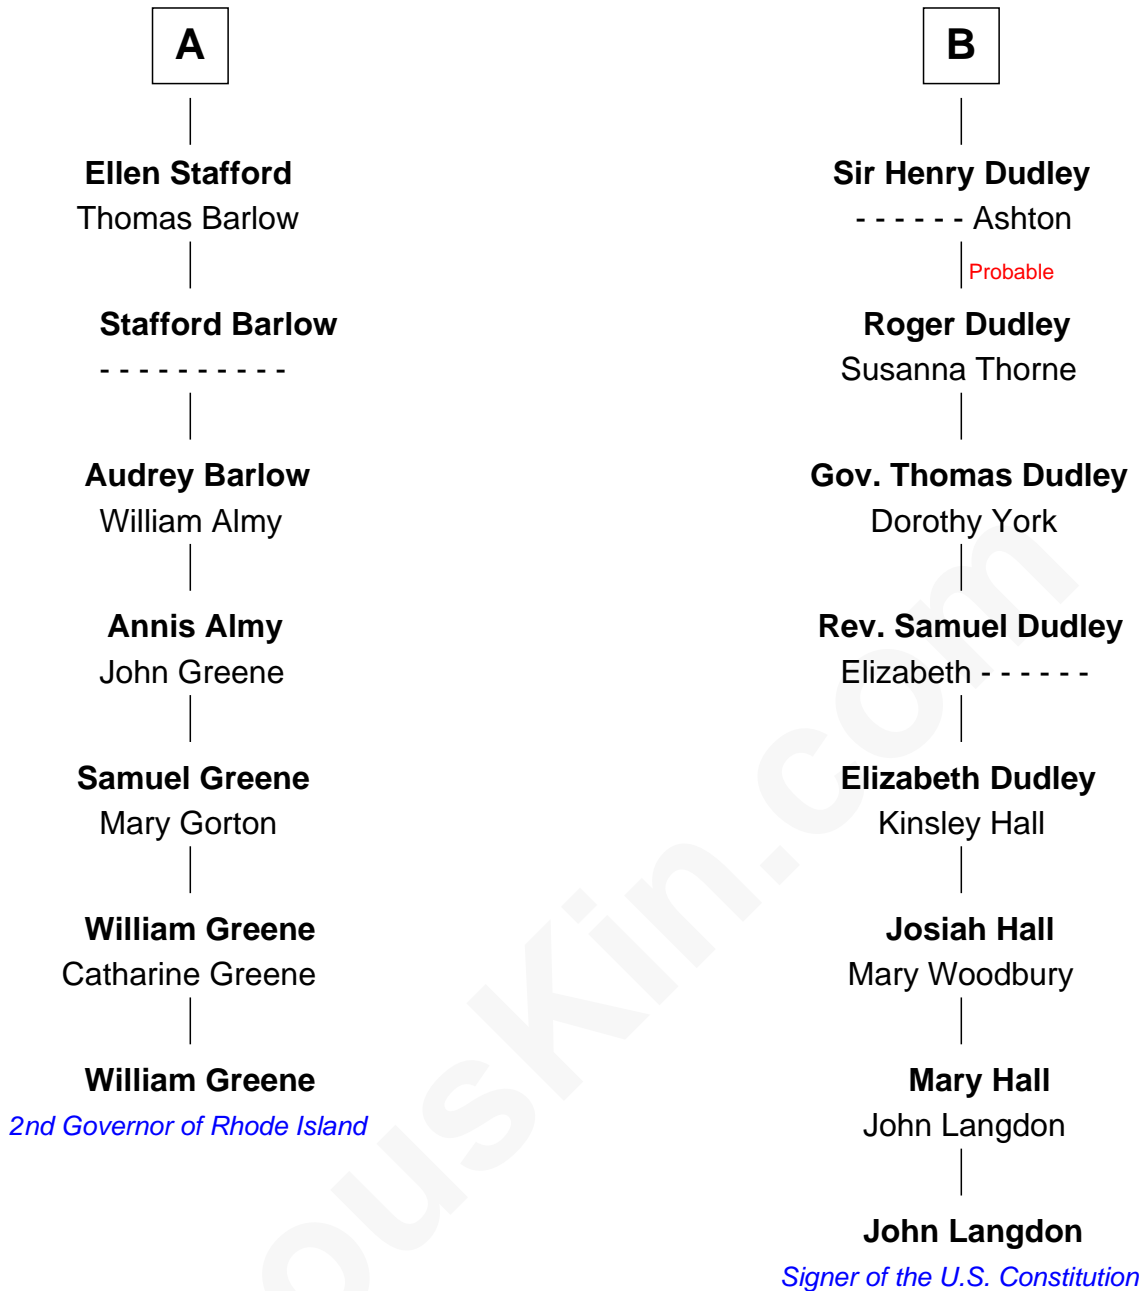 A
Ellen Stafford
Thomas Barlow
Stafford Barlow
- - - - - - - - - -
Audrey Barlow
William Almy
Annis Almy
John Greene
Samuel Greene
Mary Gorton
William Greene
Catharine Greene
William Greene
2nd Governor of Rhode Island
B
Sir Henry Dudley
- - - - - - Ashton
Probable
Roger Dudley
Susanna Thorne
Gov. Thomas Dudley
Dorothy York
Rev. Samuel Dudley
Elizabeth - - - - - -
Elizabeth Dudley
Kinsley Hall
Josiah Hall
Mary Woodbury
Mary Hall
John Langdon
John Langdon
Signer of the U.S. Constitution
ousKin.com